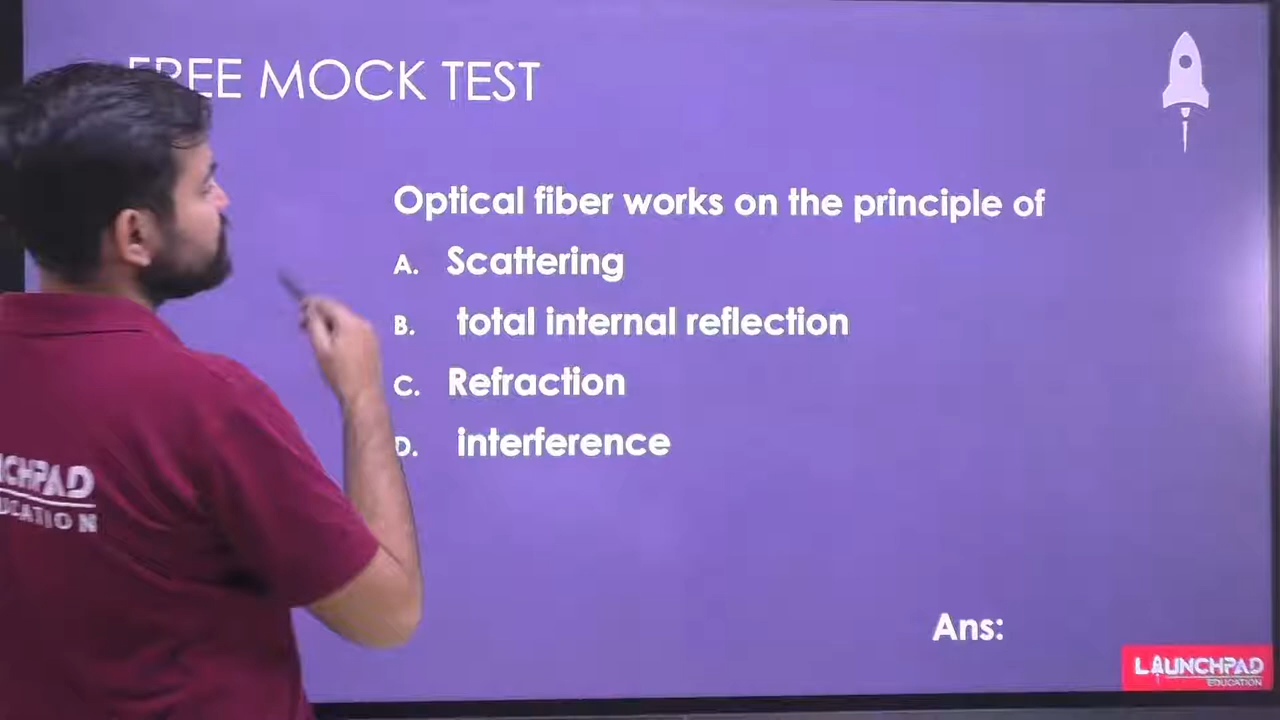 FREE MOCK TEST
Optical fiber works on the principle of
A. Scattering
B. total internal reflection
C. Refraction
D. interference
Ans:
LAUNCHPAD
EDUCATION